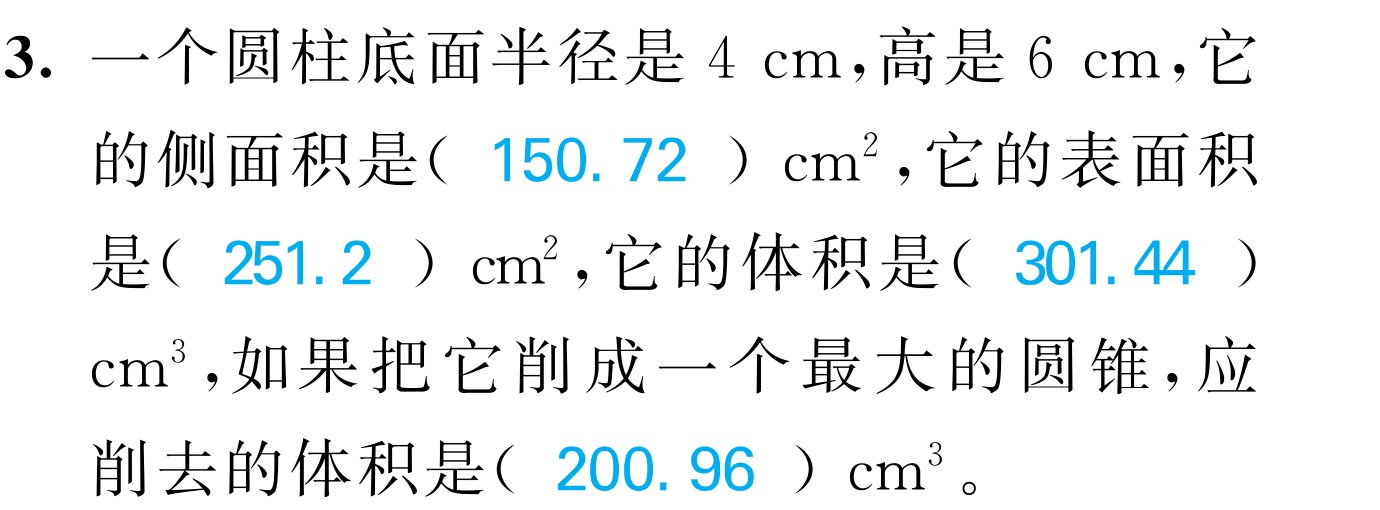 3. 一个圆柱底面半径是 4 cm,高是 6 cm,它
的侧面积是( 150.72 ) cm²,它的表面积
是( 251.2 ) cm²,它的体积是( 301.44 )
cm³,如果把它削成一个最大的圆锥,应
削去的体积是( 200.96 ) cm³。